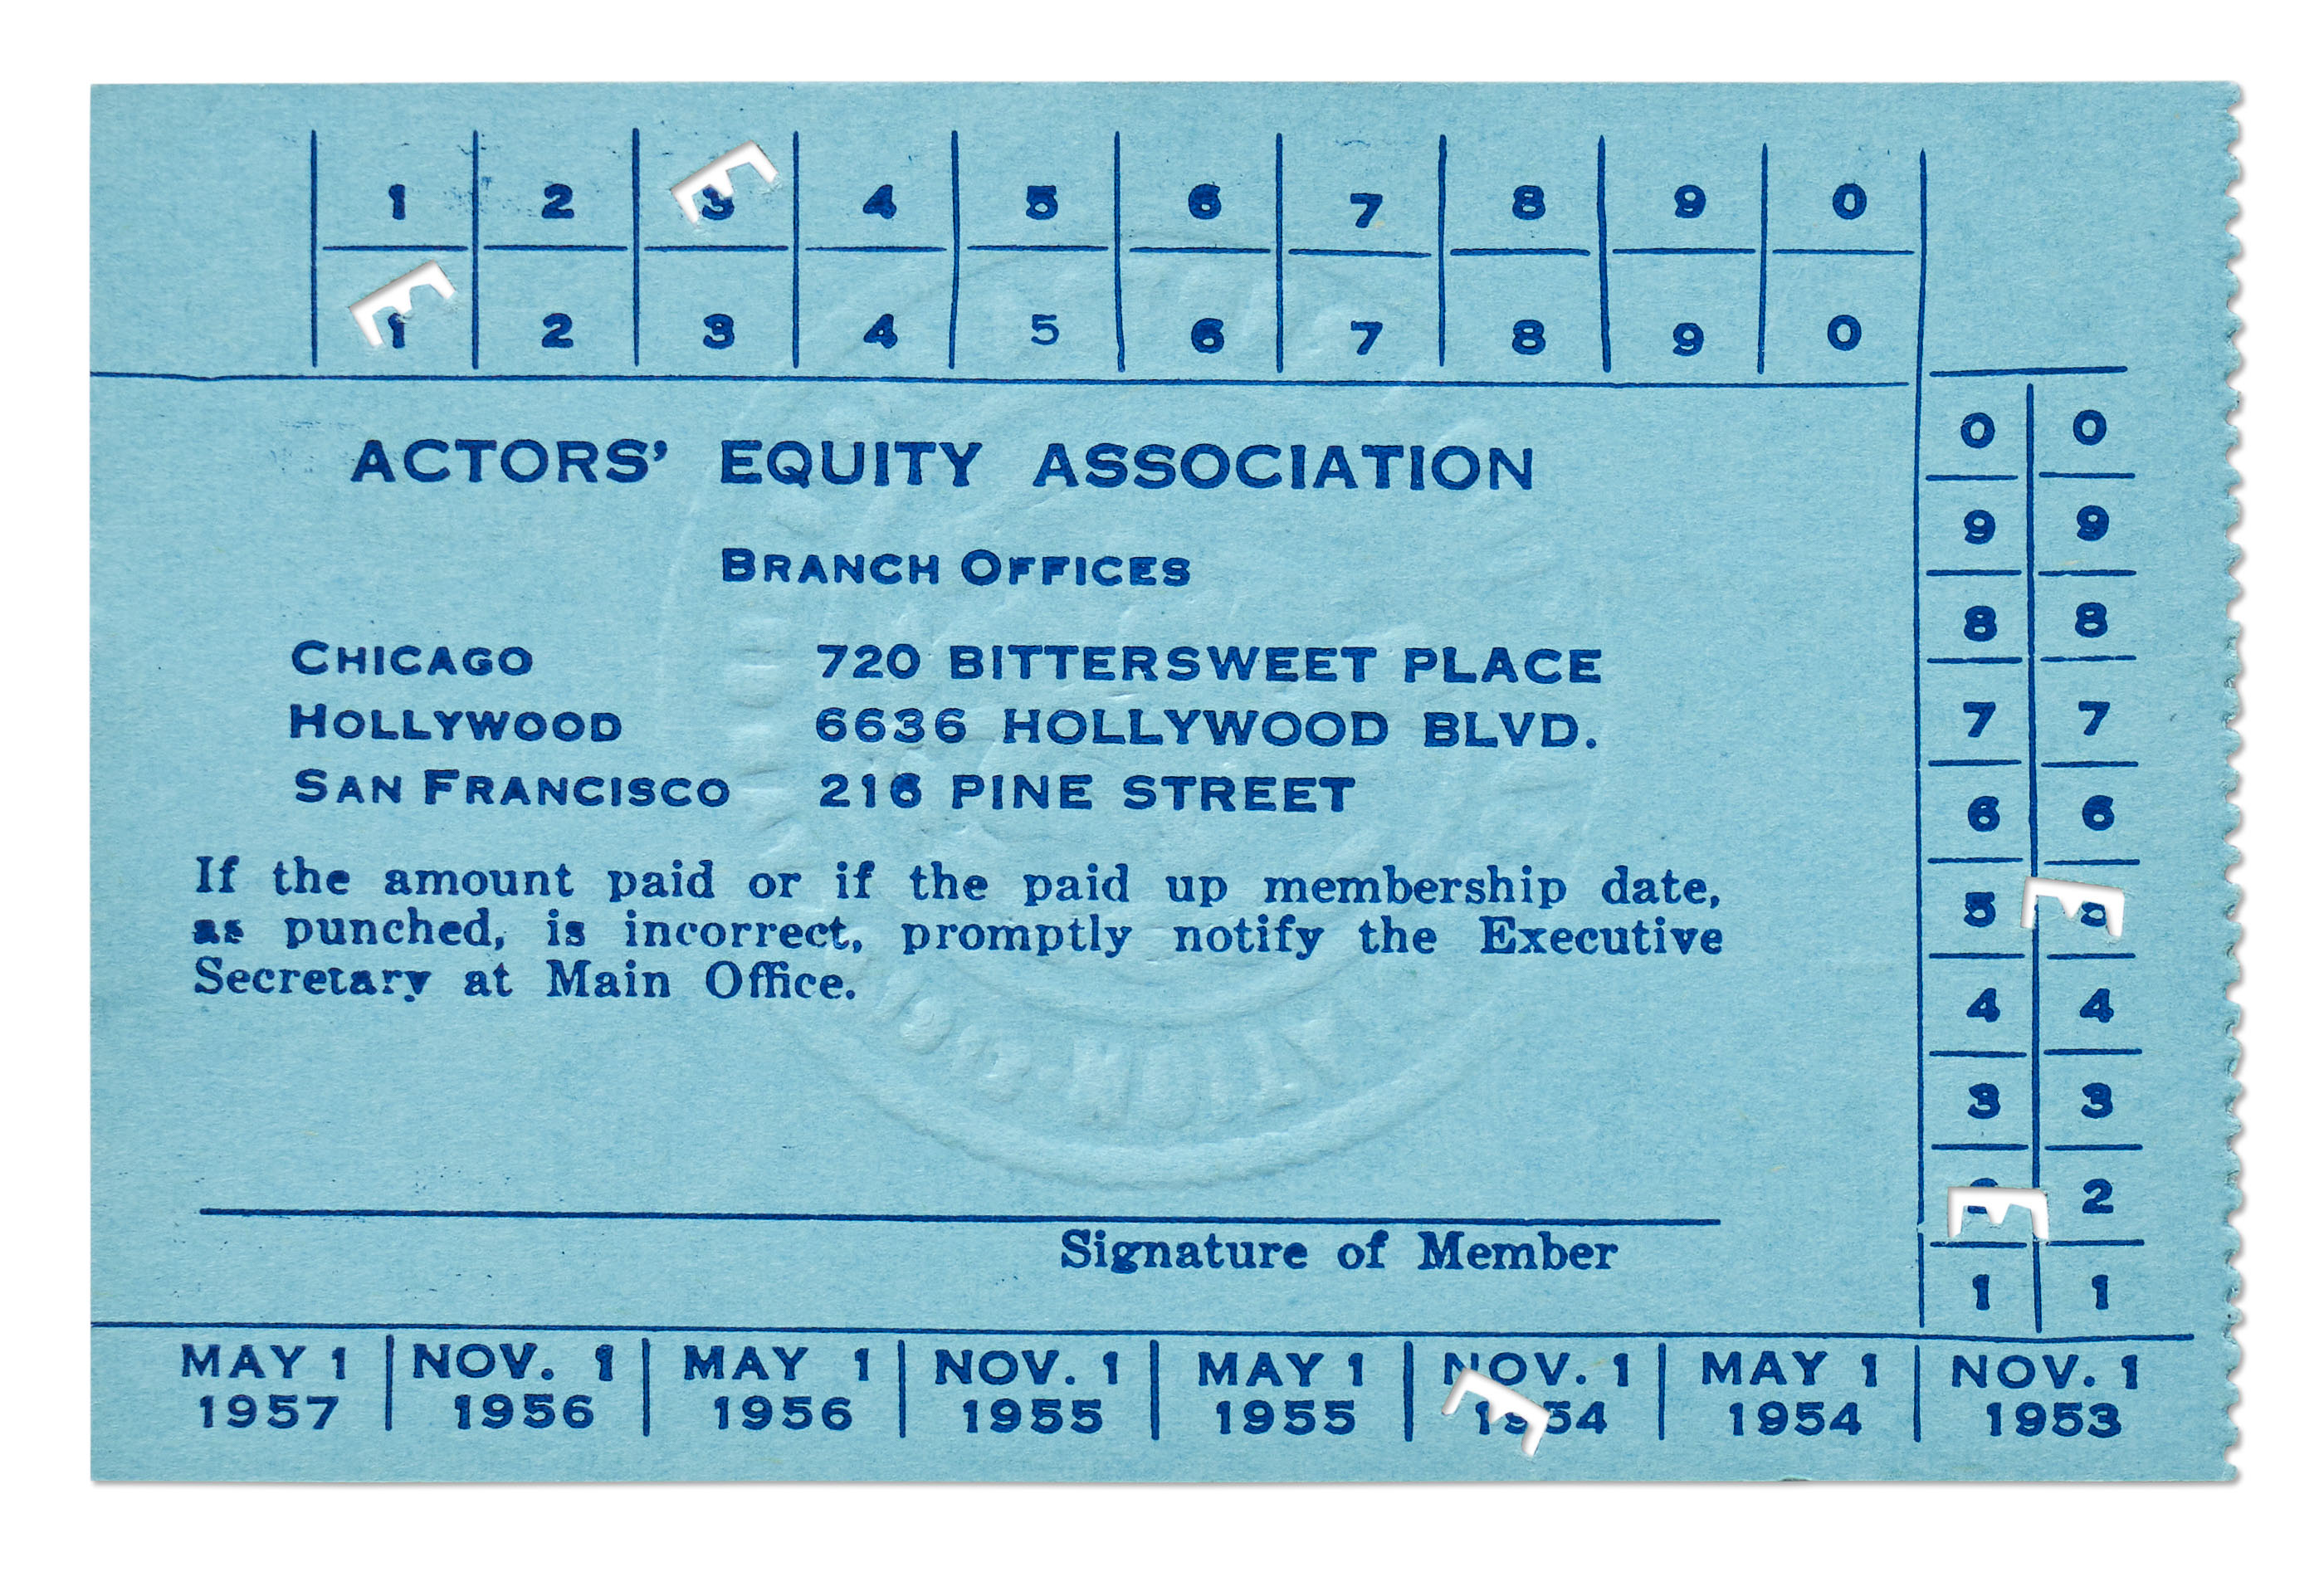 1 2 3 4 5 6 7 8 9 0
1 2 3 4 5 6 7 8 9 0
ACTORS' EQUITY ASSOCIATION
BRANCH OFFICES
CHICAGO 720 BITTERSWEET PLACE
HOLLYWOOD 6636 HOLLYWOOD BLVD.
SAN FRANCISCO 216 PINE STREET
If the amount paid or if the paid up membership date,
as punched, is incorrect, promptly notify the Executive
Secretary at Main Office.
Signature of Member
0 0
9 9
8 8
7 7
6 6
5 5
4 4
3 3
2 2
1 1
MAY 1 NOV. 1 MAY 1 NOV. 1 MAY 1 NOV. 1 MAY 1 NOV. 1
1957 1956 1956 1955 1955 1954 1954 1953